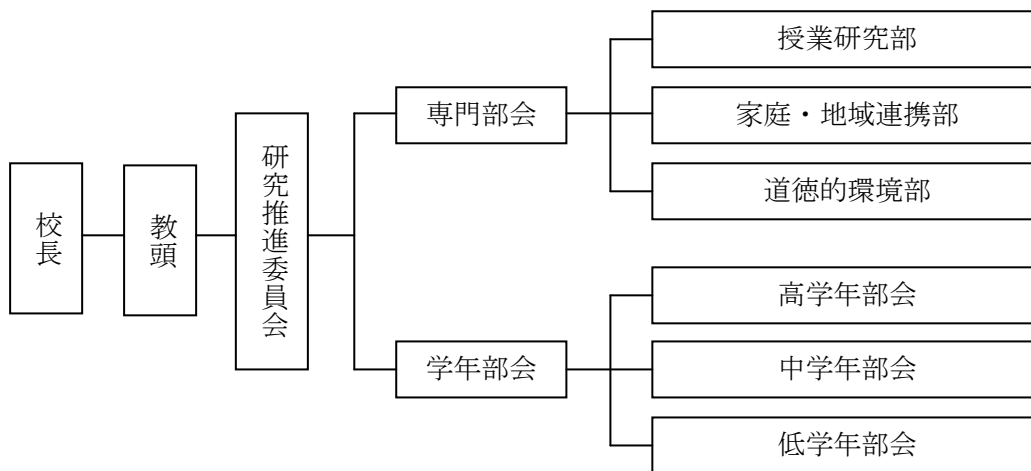 校長
教頭
研究推進委員会
専門部会
授業研究部
家庭・地域連携部
道徳的環境部
学年部会
高学年部会
中学年部会
低学年部会